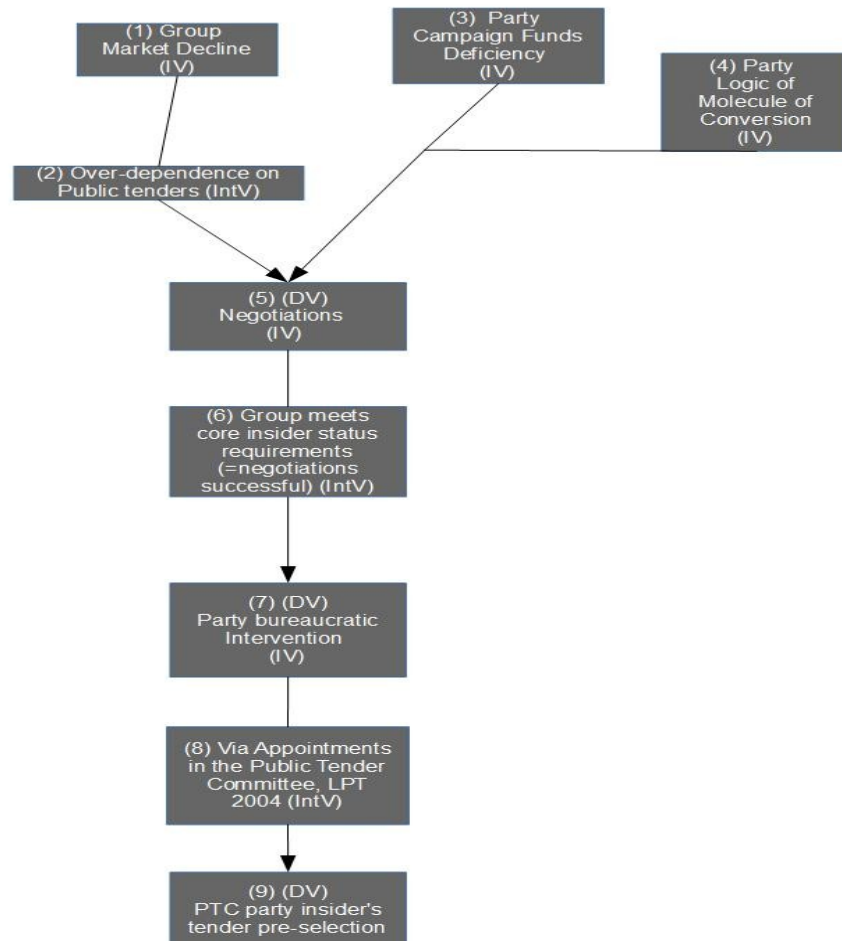 (1) Group
Market Decline
(IV)
(3) Party
Campaign Funds
Deficiency
(IV)
(4) Party
Logic of
Molecule of
Conversion
(IV)
(2) Over-dependence on
Public tenders (IntV)
(5) (DV)
Negotiations
(IV)
(6) Group meets
core insider status
requirements
(=negotiations
successful) (IntV)
(7) (DV)
Party bureaucratic
Intervention
(IV)
(8) Via Appointments
in the Public Tender
Committee, LPT
2004 (IntV)
(9) (DV)
PTC party insider's
tender pre-selection